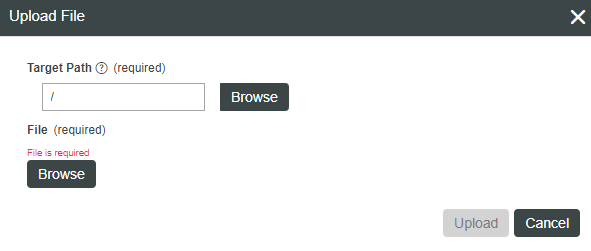 Upload File
Target Path ? (required)
/
Browse
File (required)
File is required
Browse
Upload
Cancel